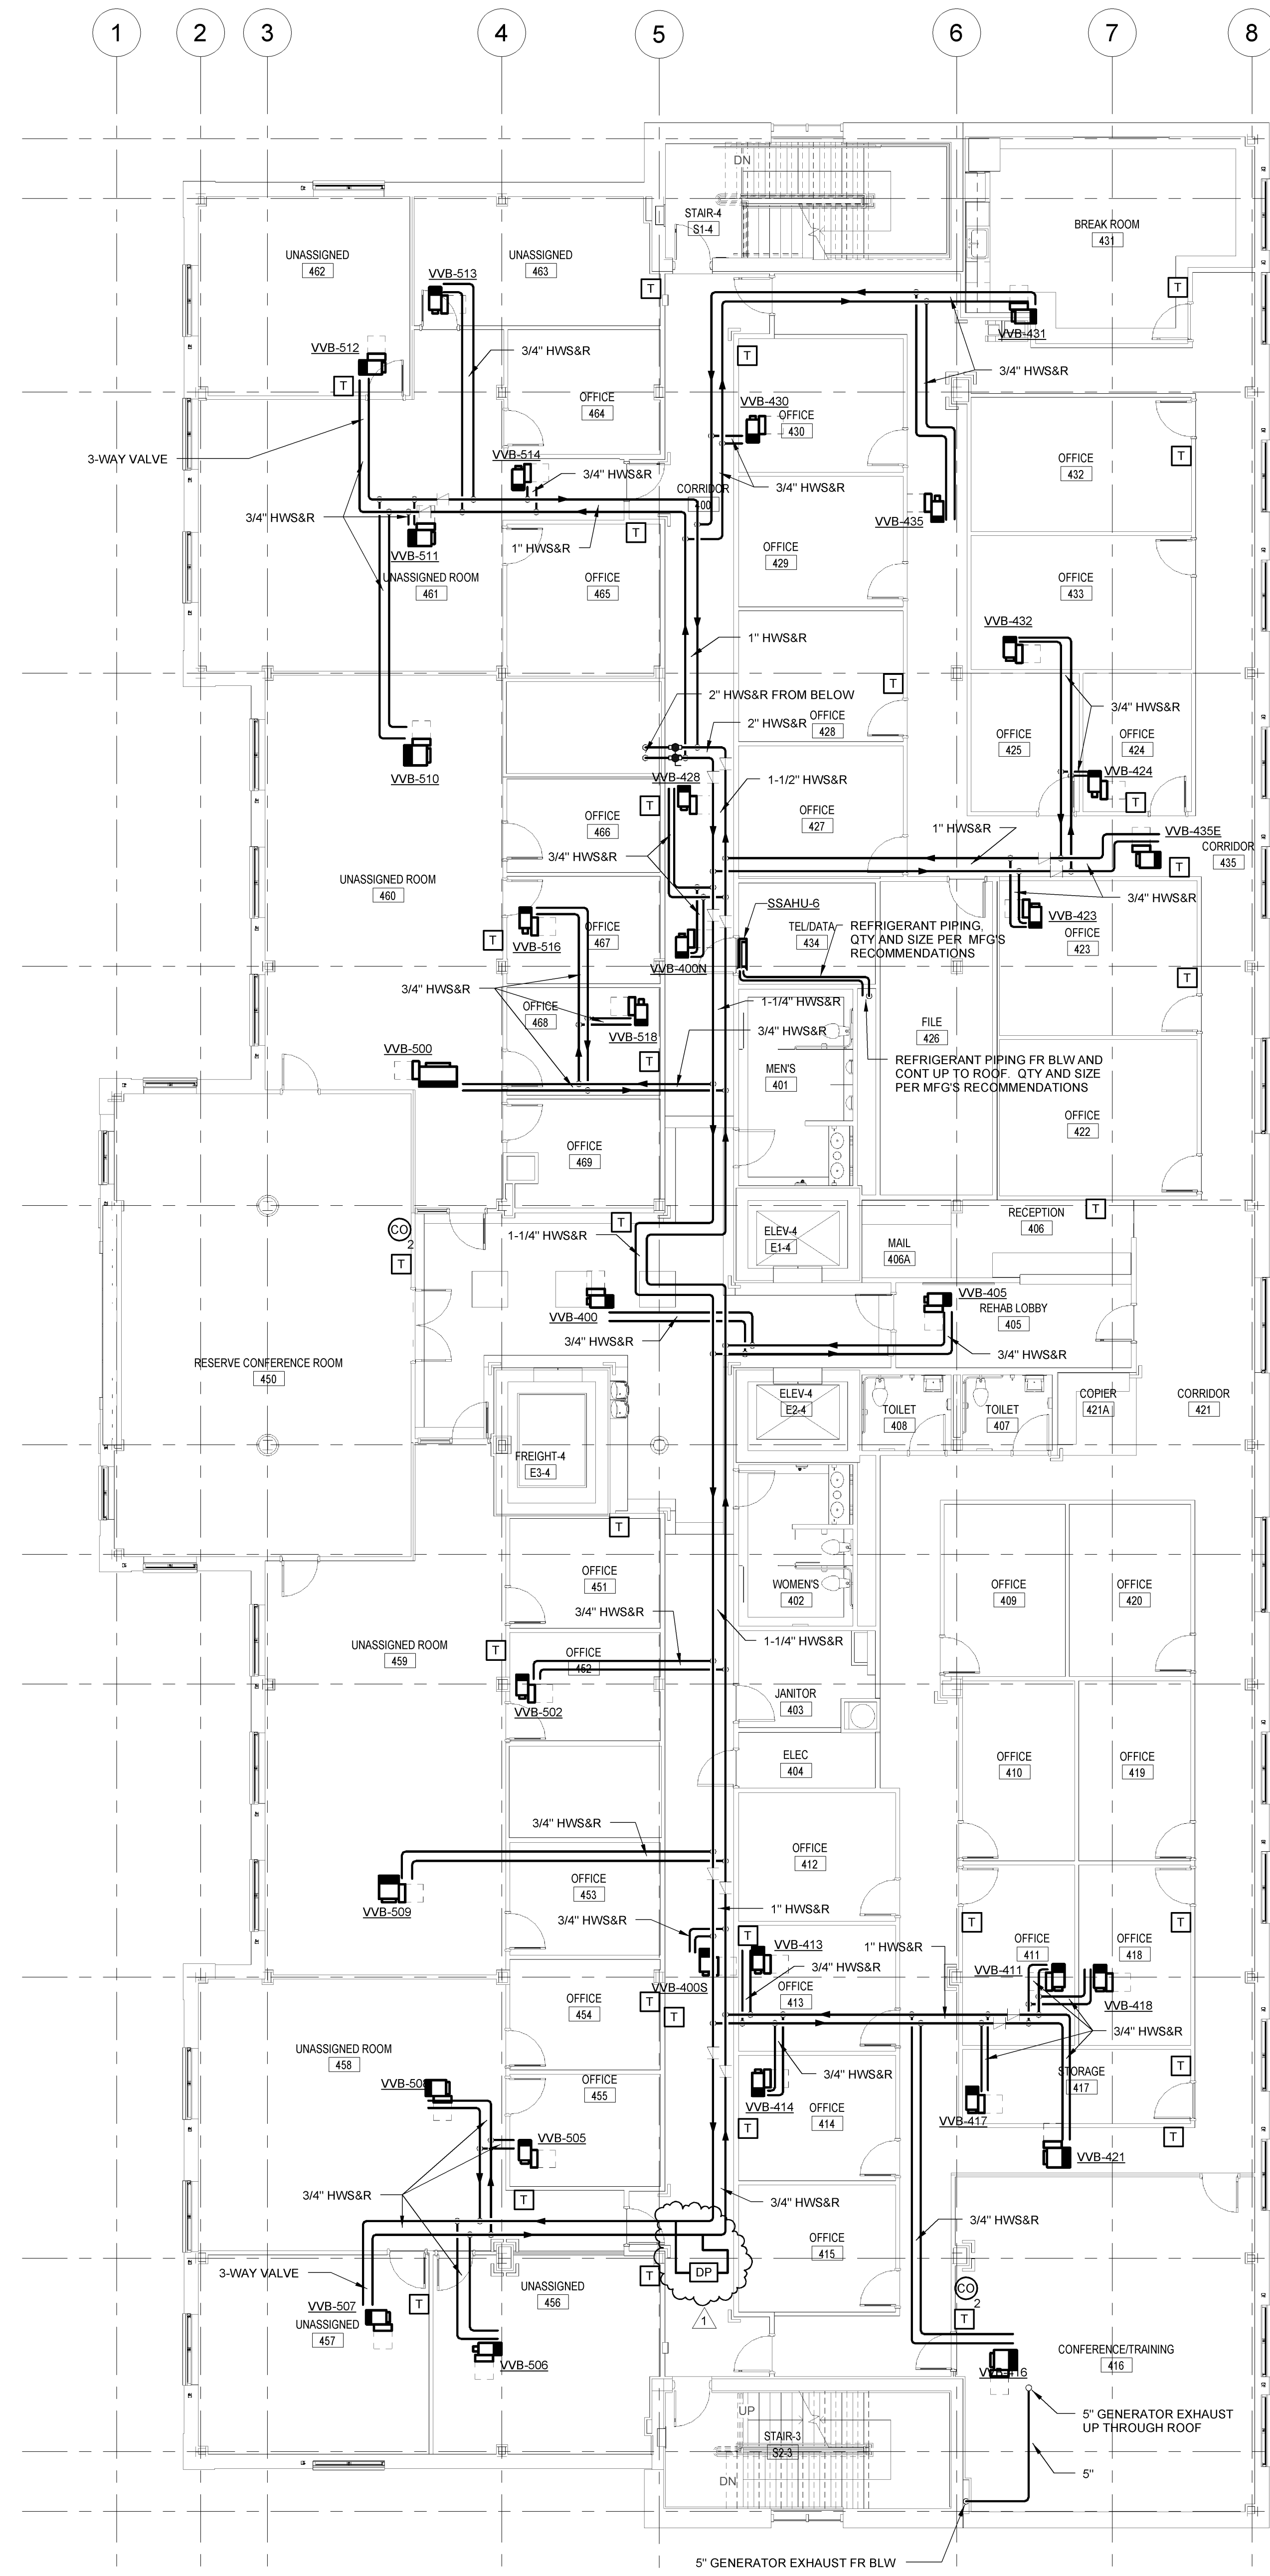 1 2 3 4 5 6 7 8
DN
STAIR-4
S1-4
BREAK ROOM
431
T
UNASSIGNED
462
UNASSIGNED
463
VVB-513
T
VVB-431
VVB-512
T
3/4" HWS&R
T
3/4" HWS&R
OFFICE
464
VVB-430
OFFICE
430
3-WAY VALVE
VVB-514
3/4" HWS&R
3/4" HWS&R
CORRIDOR
400
OFFICE
432
T
3/4" HWS&R
VVB-435
VVB-511
1" HWS&R
T
OFFICE
429
UNASSIGNED ROOM
461
OFFICE
465
OFFICE
433
VVB-432
1" HWS&R
T
2" HWS&R FROM BELOW
2" HWS&R
OFFICE
428
3/4" HWS&R
OFFICE
425
OFFICE
424
VVB-510
VVB-428
1-1/2" HWS&R
VVB-424
T
T
OFFICE
466
OFFICE
427
1" HWS&R
VVB-435E
CORRIDOR
435
3/4" HWS&R
T
UNASSIGNED ROOM
460
3/4" HWS&R
SSAHU-6
VVB-423
OFFICE
423
T
VVB-516
OFFICE
467
TEL/DATA
434
REFRIGERANT PIPING,
QTY AND SIZE PER MFG'S
RECOMMENDATIONS
VVB-400N
T
3/4" HWS&R
OFFICE
468
1-1/4" HWS&R
VVB-518
3/4" HWS&R
FILE
426
VVB-500
T
MEN'S
401
REFRIGERANT PIPING FR BLW AND
CONT UP TO ROOF. QTY AND SIZE
PER MFG'S RECOMMENDATIONS
OFFICE
422
OFFICE
469
T
RECEPTION
406
T
CO
2
T
1-1/4" HWS&R
ELEV-4
E1-4
MAIL
406A
VVB-400
VVB-405
REHAB LOBBY
405
3/4" HWS&R
3/4" HWS&R
RESERVE CONFERENCE ROOM
450
ELEV-4
E2-4
TOILET
408
TOILET
407
COPIER
421A
CORRIDOR
421
FREIGHT-4
E3-4
T
OFFICE
451
WOMEN'S
402
OFFICE
409
OFFICE
420
3/4" HWS&R
UNASSIGNED ROOM
459
T
OFFICE
452
1-1/4" HWS&R
VVB-502
JANITOR
403
ELEC
404
OFFICE
410
OFFICE
419
3/4" HWS&R
OFFICE
412
OFFICE
453
VVB-509
1" HWS&R
3/4" HWS&R
T
T
T
VVB-413
1" HWS&R
OFFICE
411
OFFICE
418
3/4" HWS&R
VVB-411
VVB-400S
OFFICE
413
VVB-418
T
T
OFFICE
454
3/4" HWS&R
UNASSIGNED ROOM
458
3/4" HWS&R
T
STORAGE
417
VVB-508
OFFICE
455
VVB-414
OFFICE
414
VVB-417
T
VVB-505
T
VVB-421
3/4" HWS&R
T
3/4" HWS&R
3/4" HWS&R
OFFICE
415
3-WAY VALVE
T
DP
UNASSIGNED
456
CO
2
T
VVB-507
T
1
UNASSIGNED
457
VVB-506
CONFERENCE/TRAINING
416
VVB-416
5" GENERATOR EXHAUST
UP THROUGH ROOF
UP
STAIR-3
S2-3
DN
5"
5" GENERATOR EXHAUST FR BLW